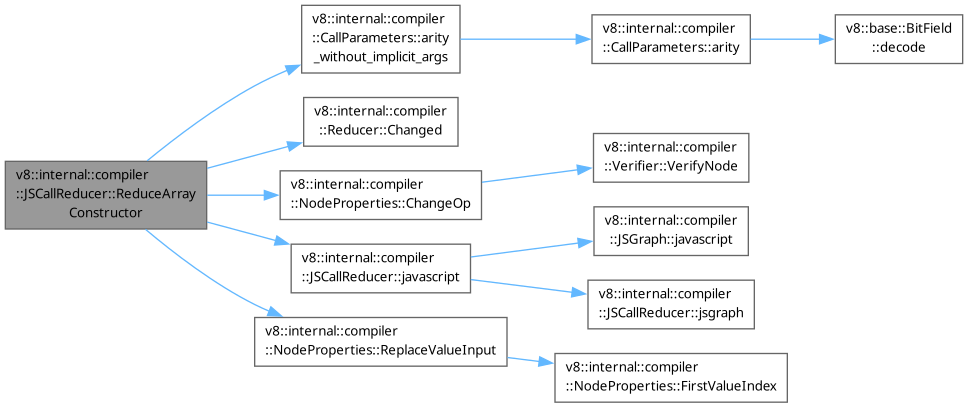 v8::internal::compiler
::JSCallReducer::ReduceArray
Constructor
v8::internal::compiler
::CallParameters::arity
_without_implicit_args
v8::internal::compiler
::CallParameters::arity
v8::base::BitField
::decode
v8::internal::compiler
::Reducer::Changed
v8::internal::compiler
::NodeProperties::ChangeOp
v8::internal::compiler
::Verifier::VerifyNode
v8::internal::compiler
::JSCallReducer::javascript
v8::internal::compiler
::JSGraph::javascript
v8::internal::compiler
::JSCallReducer::jsgraph
v8::internal::compiler
::NodeProperties::ReplaceValueInput
v8::internal::compiler
::NodeProperties::FirstValueIndex